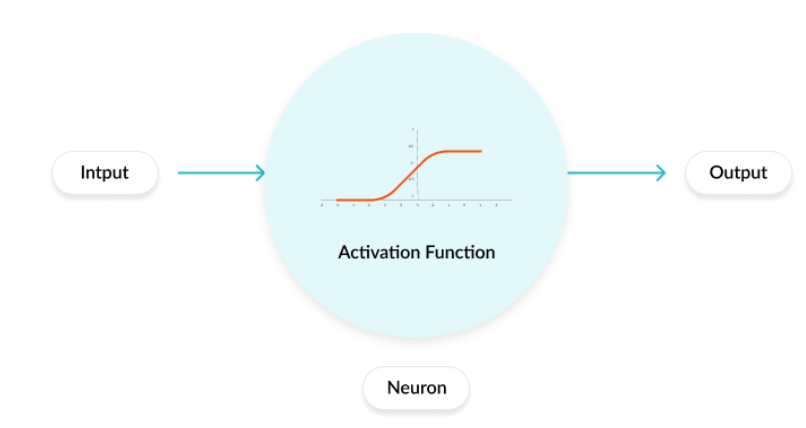 Intput
Output
Activation Function
Neuron